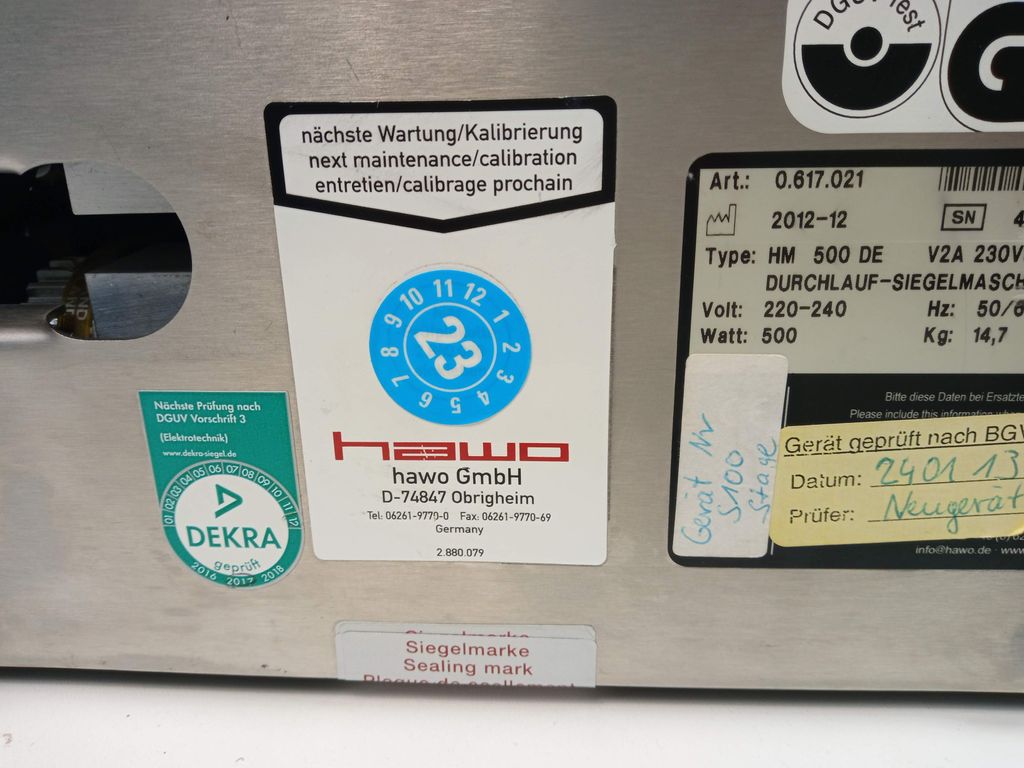 DGUV Test
nächste Wartung/Kalibrierung
next maintenance/calibration
entretien/calibrage prochain
1 2 3 4 5 6 7 8 9 10 11 12
23
hawo
hawo GmbH
D-74847 Obrigheim
Tel: 06261-9770-0 Fax: 06261-9770-69
Germany
2.880.079
Nächste Prüfung nach
DGUV Vorschrift 3
(Elektrotechnik)
www.dekra-siegel.de
01 02 03 04 05 06 07 08 09 10 11 12
DEKRA
geprüft
2016 2017 2018
Siegelmarke
Siegelmarke
Sealing mark
Plaque de scellement
Art.: 0.617.021
2012-12 SN 4
Type: HM 500 DE V2A 230V
DURCHLAUF-SIEGELMASCH
Volt: 220-240 Hz: 50/6
Watt: 500 Kg: 14,7
Bitte diese Daten bei Ersatzte
Please include this information
Gerät Nr
S100
Stage
Gerät geprüft nach BGV
Datum: 240113
Prüfer: Neugerät
info@hawo.de